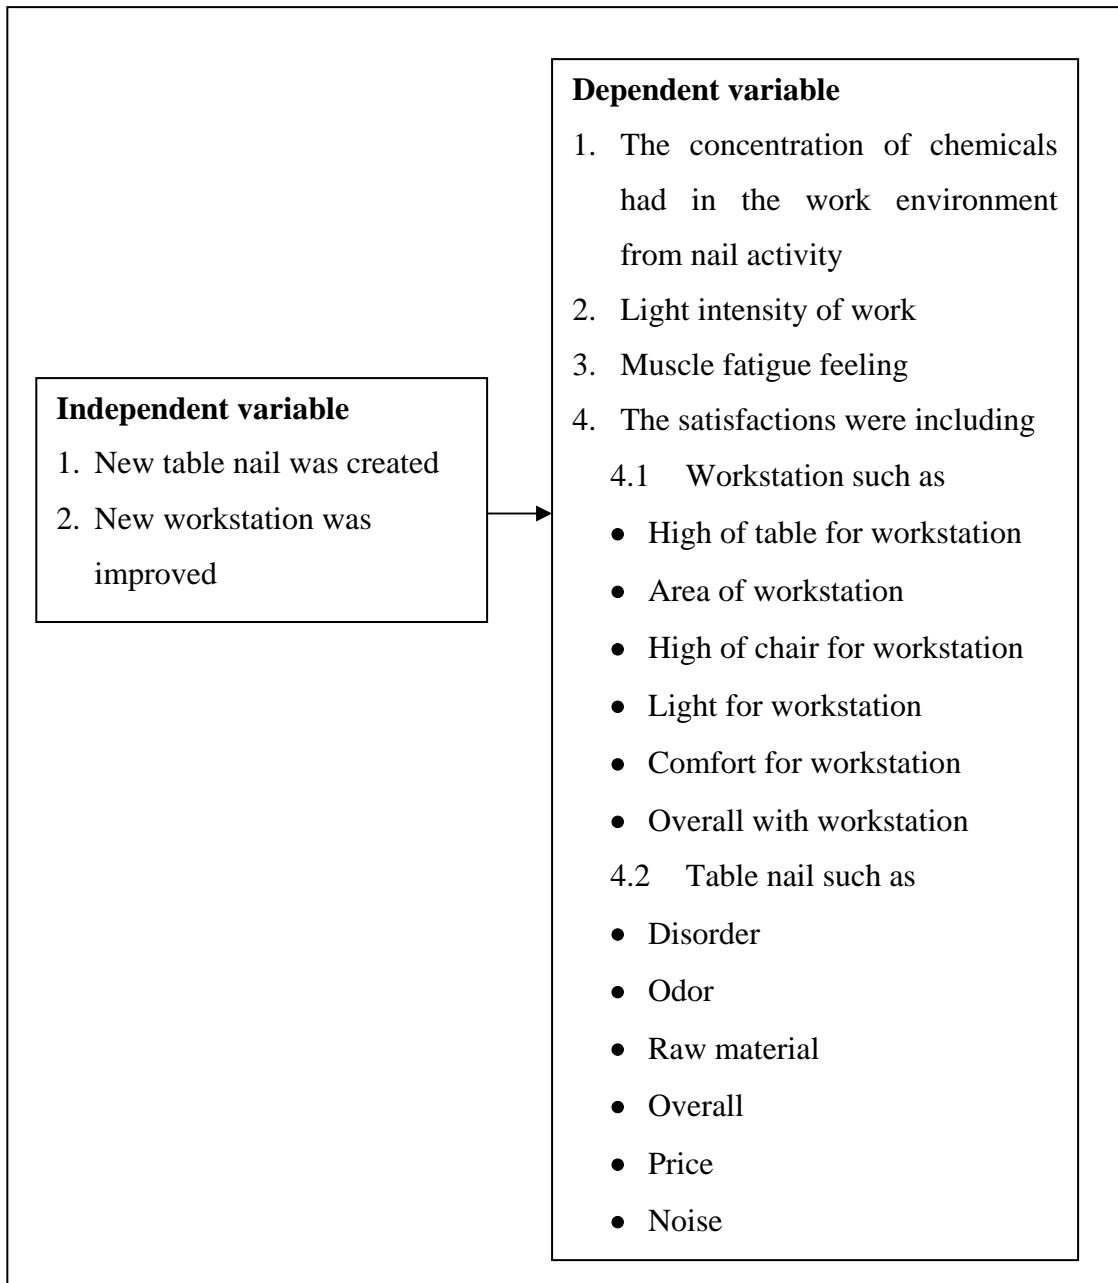 Independent variable
1. New table nail was created
2. New workstation was
improved
Dependent variable
1. The concentration of chemicals
had in the work environment
from nail activity
2. Light intensity of work
3. Muscle fatigue feeling
4. The satisfactions were including
4.1 Workstation such as
• High of table for workstation
• Area of workstation
• High of chair for workstation
• Light for workstation
• Comfort for workstation
• Overall with workstation
4.2 Table nail such as
• Disorder
• Odor
• Raw material
• Overall
• Price
• Noise